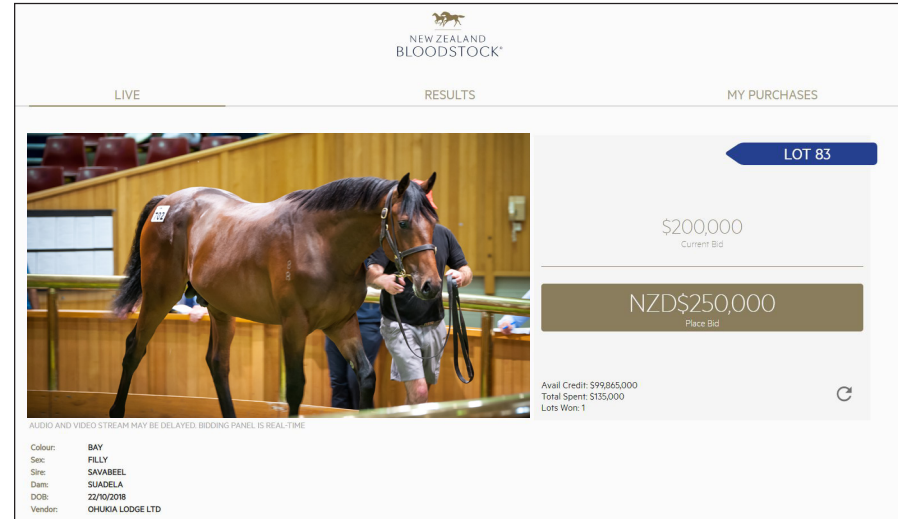 NEW ZEALAND
BLOODSTOCK®
LIVE RESULTS MY PURCHASES
LOT 83
702
$200,000
Current Bid
NZD$250,000
Place Bid
Avail Credit: $99,865,000
Total Spent: $135,000
Lots Won: 1
AUDIO AND VIDEO STREAM MAY BE DELAYED. BIDDING PANEL IS REAL-TIME
Colour: BAY
Sex: FILLY
Sire: SAVABEEL
Dam: SUADELA
DOB: 22/10/2018
Vendor: OHUKIA LODGE LTD